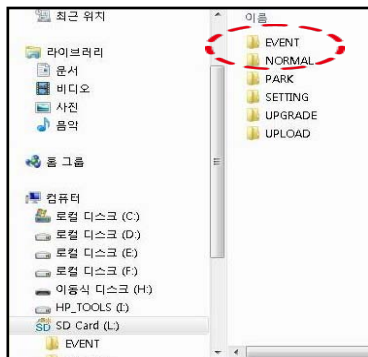 최근 위치
라이브러리
문서
비디오
사진
음악
홈 그룹
컴퓨터
로컬 디스크 (C:)
로컬 디스크 (D:)
로컬 디스크 (E:)
로컬 디스크 (F:)
이동식 디스크 (H:)
HP_TOOLS (I:)
SD Card (L:)
EVENT
이름
EVENT
NORMAL
PARK
SETTING
UPGRADE
UPLOAD